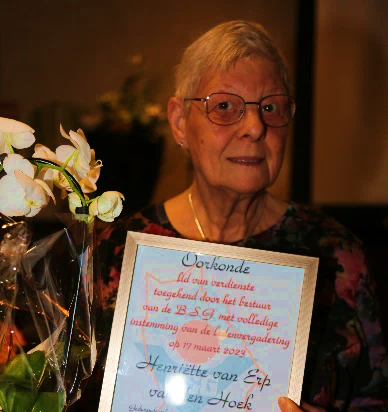 Oorkonde
Lid van verdienste
toegekend door het bestuur
van de B.S.G met volledige
instemming van de ledenvergadering
op 17 maart 2023
Henriëtte van Erp
van den Hoek